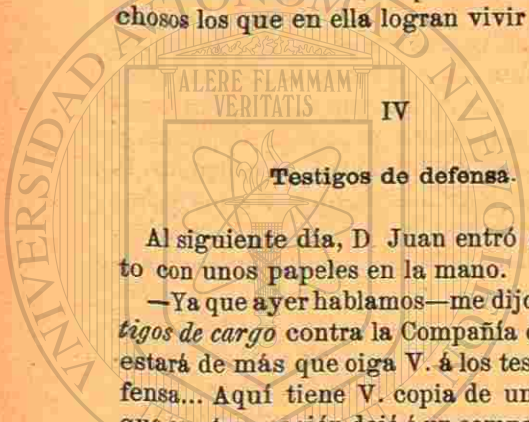 chosos los que en ella logran vivir
ALERE FLAMMAM
VERITATIS
IV
Testigos de defensa.
Al siguiente día, D. Juan entró
to con unos papeles en la mano.
—Ya que ayer hablamos—me dijo
tigos de cargo contra la Compañía
estará de más que oiga V. á los tes
fensa... Aquí tiene V. copia de un